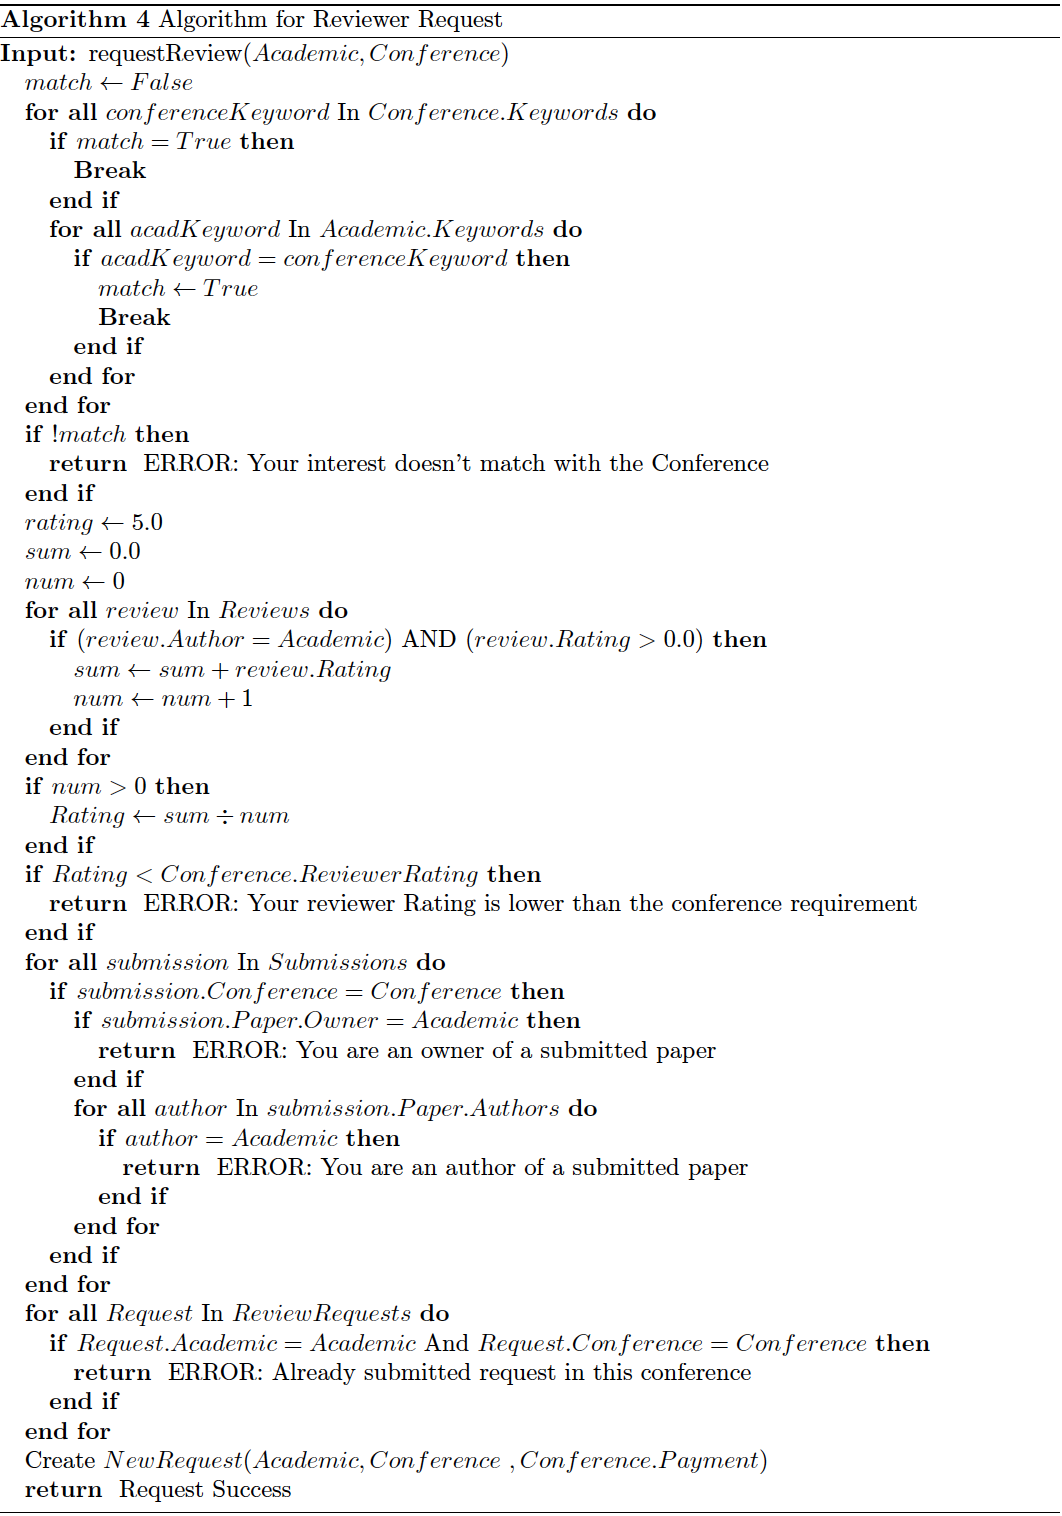 Algorithm 4 Algorithm for Reviewer Request
Input: requestReview(Academic, Conference)
match ← False
for all conferenceKeyword In Conference.Keywords do
if match = True then
Break
end if
for all acadKeyword In Academic.Keywords do
if acadKeyword = conferenceKeyword then
match ← True
Break
end if
end for
end for
if !match then
return ERROR: Your interest doesn't match with the Conference
end if
rating ← 5.0
sum ← 0.0
num ← 0
for all review In Reviews do
if (review.Author = Academic) AND (review.Rating > 0.0) then
sum ← sum + review.Rating
num ← num + 1
end if
end for
if num > 0 then
Rating ← sum ÷ num
end if
if Rating < Conference.ReviewerRating then
return ERROR: Your reviewer Rating is lower than the conference requirement
end if
for all submission In Submissions do
if submission.Conference = Conference then
if submission.Paper.Owner = Academic then
return ERROR: You are an owner of a submitted paper
end if
for all author In submission.Paper.Authors do
if author = Academic then
return ERROR: You are an author of a submitted paper
end if
end for
end if
end for
for all Request In ReviewRequests do
if Request.Academic = Academic And Request.Conference = Conference then
return ERROR: Already submitted request in this conference
end if
end for
Create NewRequest(Academic, Conference , Conference.Payment)
return Request Success